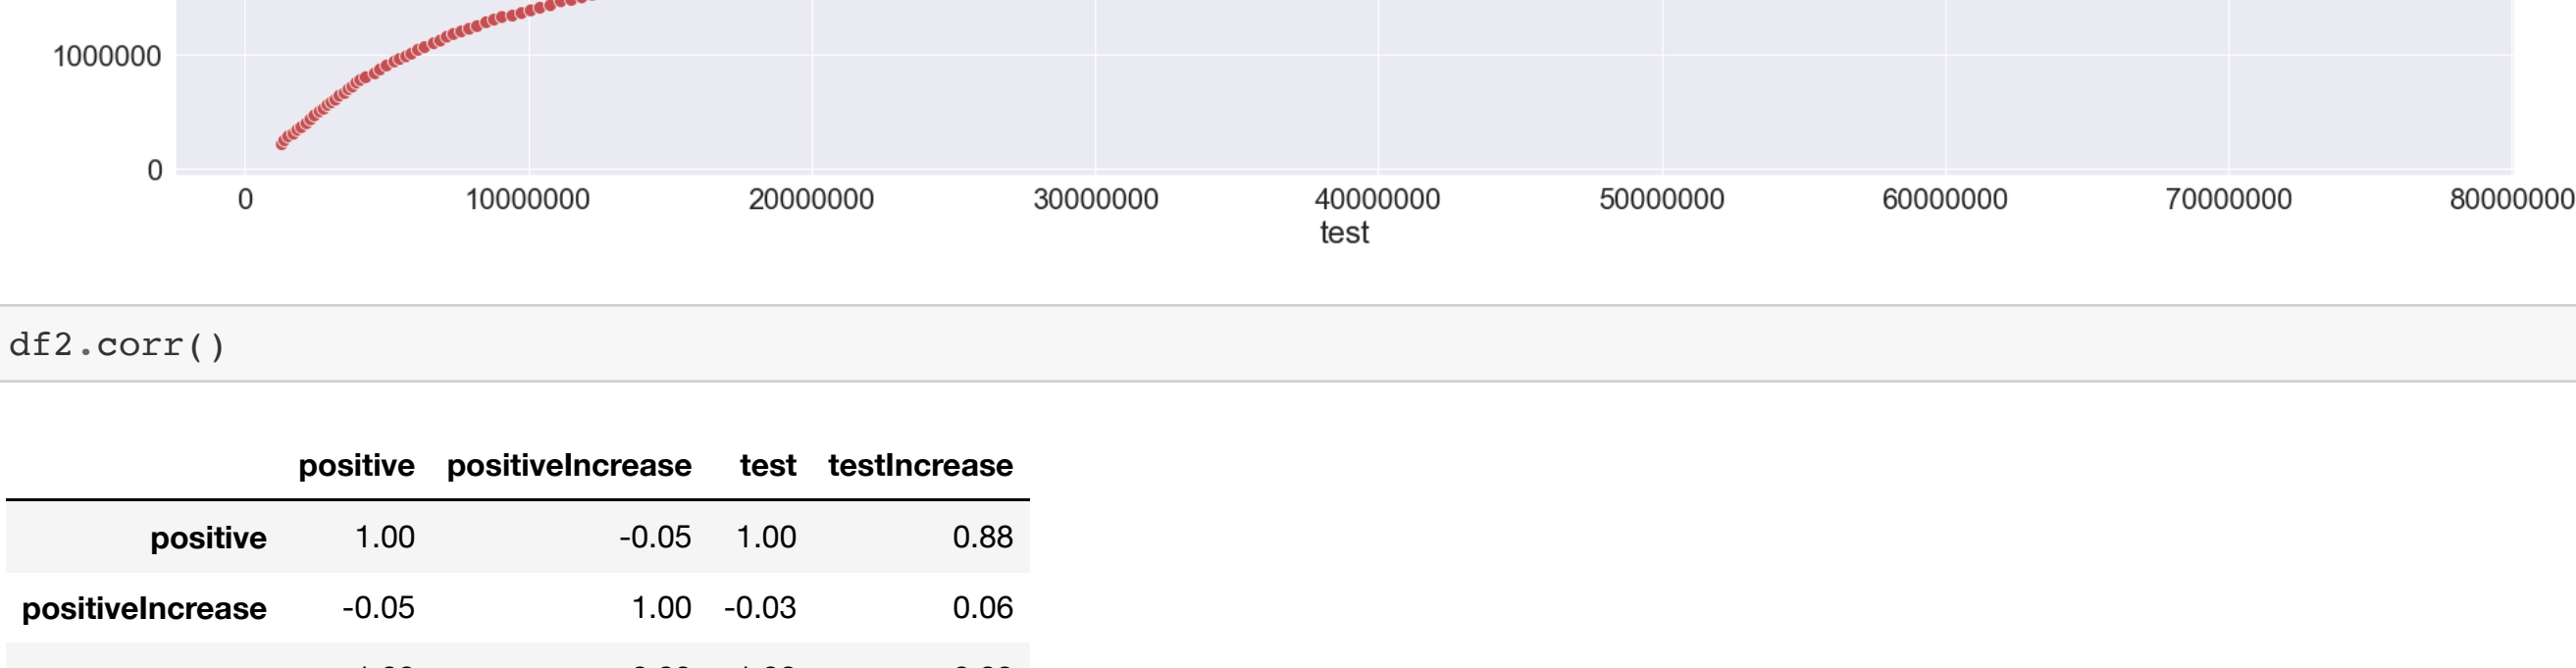 1000000
0
0 10000000 20000000 30000000 40000000 50000000 60000000 70000000 80000000
test
df2.corr()
positive positiveIncrease test testIncrease
positive 1.00 -0.05 1.00 0.88
positiveIncrease -0.05 1.00 -0.03 0.06